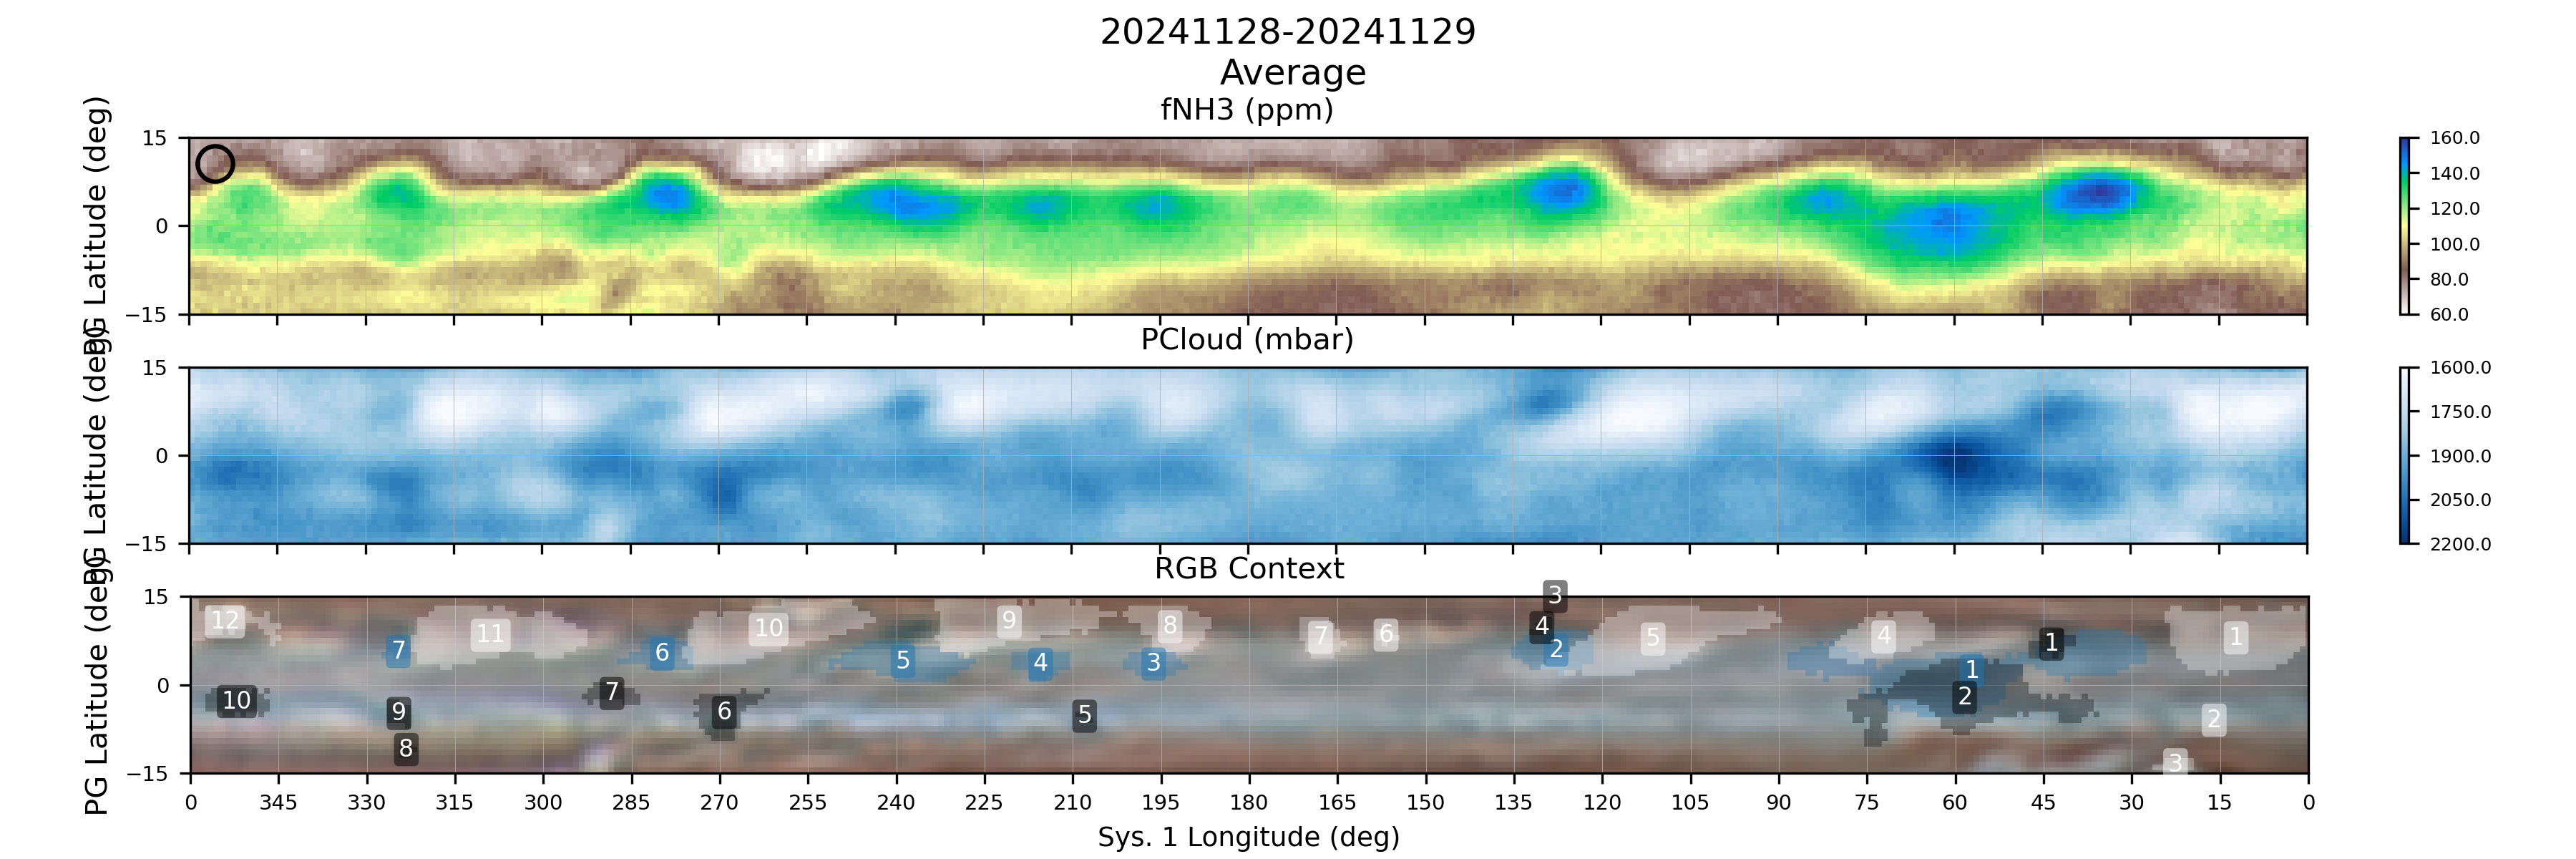 20241128-20241129
Average
fNH3 (ppm)
PG Latitude (deg)
15
0
−15
160.0
140.0
120.0
100.0
80.0
60.0
PCloud (mbar)
PG Latitude (deg)
15
0
−15
1600.0
1750.0
1900.0
2050.0
2200.0
RGB Context
PG Latitude (deg)
15
0
−15
3
12 11 10 9 8 7 6 5 4 1
4 2 1
7 6 5 4 3 1
10 9 7 6 5 2 2
8 3
0 345 330 315 300 285 270 255 240 225 210 195 180 165 150 135 120 105 90 75 60 45 30 15 0
Sys. 1 Longitude (deg)